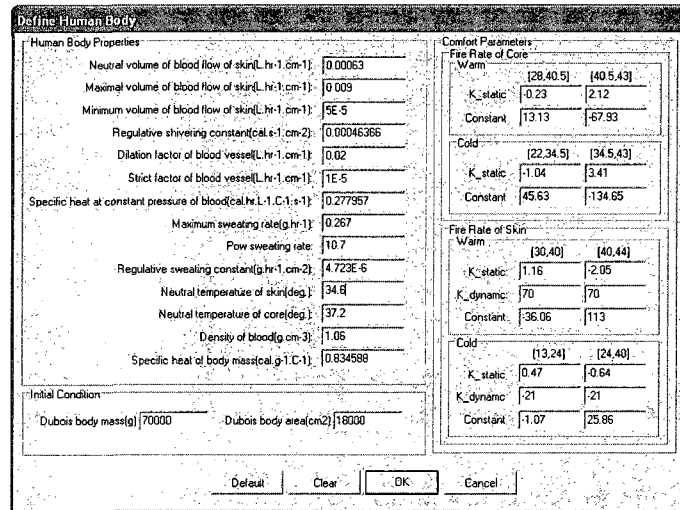 Define Human Body
Human Body Properties
Neutral volume of blood flow of skin(L.hr-1.cm-1): 0.00063
Maximal volume of blood flow of skin(L.hr-1.cm-1): 0.009
Minimum volume of blood flow of skin(L.hr-1.cm-1): 5E-5
Regulative shivering constant(cal.s-1.cm-2): 0.00046366
Dilation factor of blood vessel(L.hr-1.cm-1): 0.02
Strict factor of blood vessel(L.hr-1.cm-1): 1E-5
Specific heat at constant pressure of blood(cal.hr.L-1.C-1.s-1): 0.277957
Maximum sweating rate(g.hr-1): 0.267
Pow sweating rate: 10.7
Regulative sweating constant(g.hr-1.cm-2): 4.723E-6
Neutral temperature of skin(deg.): 34.6
Neutral temperature of core(deg.): 37.2
Density of blood(g.cm-3): 1.06
Specific heat of body mass(cal.g-1.C-1): 0.834588
Initial Condition
Dubois body mass(g): 70000 Dubois body area(cm2): 18000
Comfort Parameters
Fire Rate of Core
Warm
[28,40.5] [40.5,43]
K_static: -0.23 2.12
Constant: 13.13 -67.93
Cold
[22,34.5] [34.5,43]
K_static: -1.04 3.41
Constant: 45.63 -134.65
Fire Rate of Skin
Warm
[30,40] [40,44]
K_static: 1.16 -2.05
K_dynamc: 70 70
Constant: -36.06 113
Cold
[13,24] [24,40]
K_static: 0.47 -0.64
K_dynamc: -21 -21
Constant: -1.07 25.86
Default Clear OK Cancel